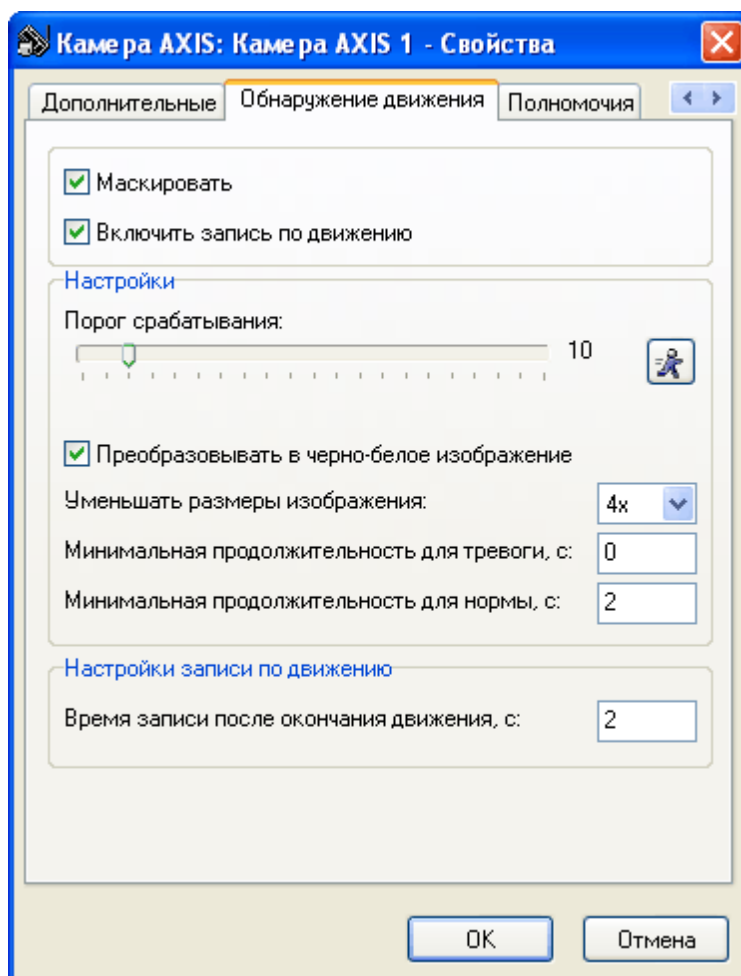 Камера AXIS: Камера AXIS 1 - Свойства
Дополнительные Обнаружение движения Полномочия
Маскировать
Включить запись по движению
Настройки
Порог срабатывания:
10
Преобразовывать в черно-белое изображение
Уменьшать размеры изображения: 4x
Минимальная продолжительность для тревоги, с: 0
Минимальная продолжительность для нормы, с: 2
Настройки записи по движению
Время записи после окончания движения, с: 2
OK Отмена